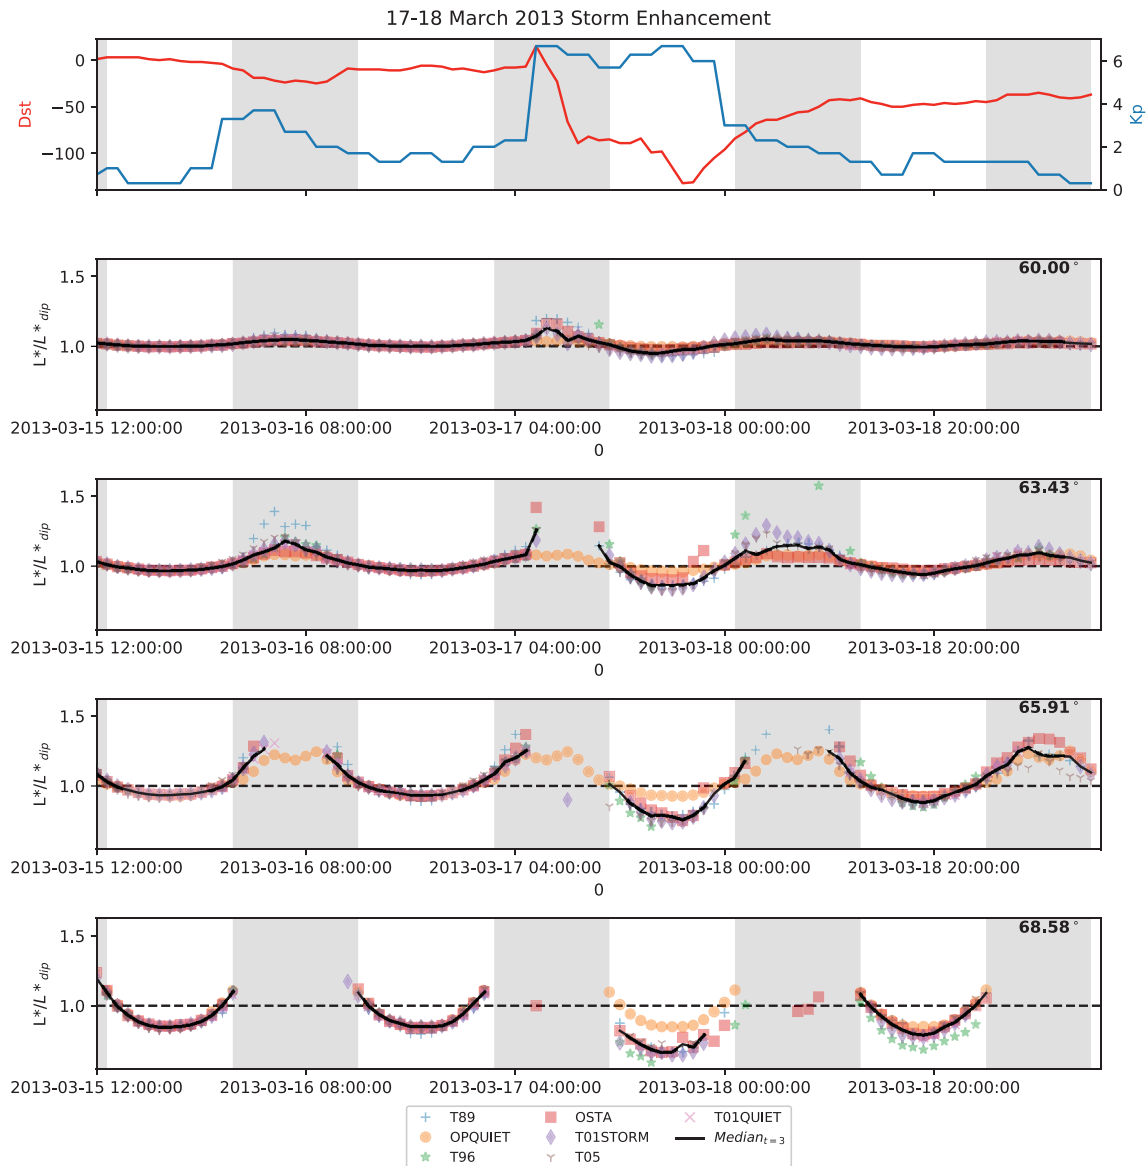 17-18 March 2013 Storm Enhancement
0
−50
−100
Dst
6
4
2
0
Kp
60.00°
1.5
1.0
L*/L*dip
2013-03-15 12:00:00 2013-03-16 08:00:00 2013-03-17 04:00:00 2013-03-18 00:00:00 2013-03-18 20:00:00
0
63.43°
1.5
1.0
L*/L*dip
2013-03-15 12:00:00 2013-03-16 08:00:00 2013-03-17 04:00:00 2013-03-18 00:00:00 2013-03-18 20:00:00
0
65.91°
1.5
1.0
L*/L*dip
2013-03-15 12:00:00 2013-03-16 08:00:00 2013-03-17 04:00:00 2013-03-18 00:00:00 2013-03-18 20:00:00
0
68.58°
1.5
1.0
L*/L*dip
2013-03-15 12:00:00 2013-03-16 08:00:00 2013-03-17 04:00:00 2013-03-18 00:00:00 2013-03-18 20:00:00
T89 OSTA T01QUIET
OPQUIET T01STORM Median t=3
T96 T05